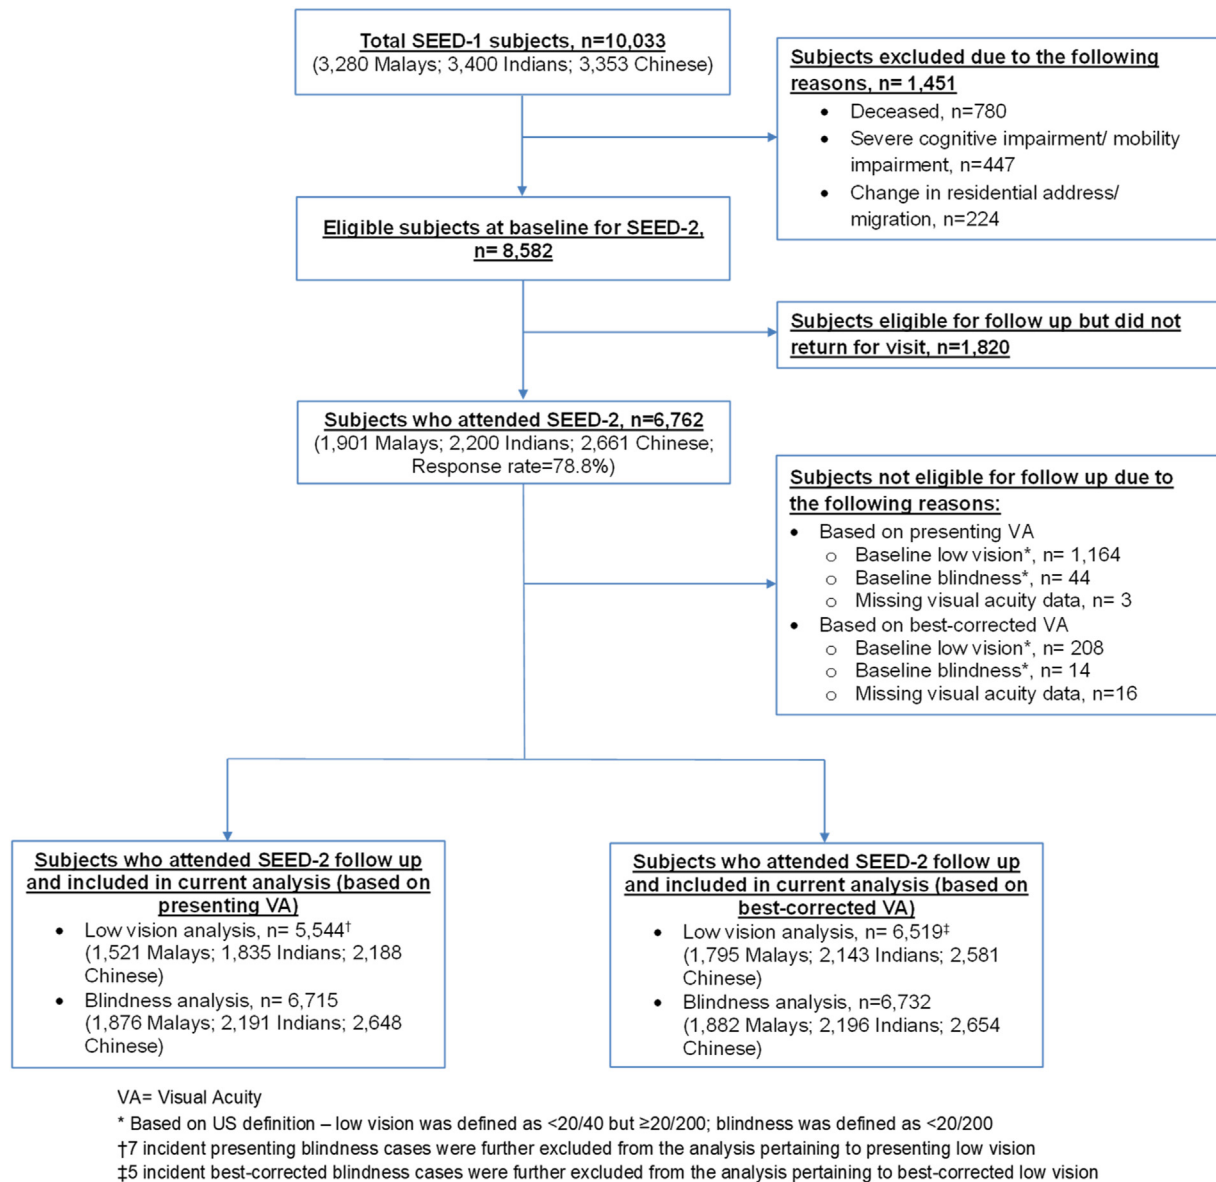 Total SEED-1 subjects, n=10,033
(3,280 Malays; 3,400 Indians; 3,353 Chinese)
Subjects excluded due to the following
reasons, n= 1,451
• Deceased, n=780
• Severe cognitive impairment/ mobility
impairment, n=447
• Change in residential address/
migration, n=224
Eligible subjects at baseline for SEED-2,
n= 8,582
Subjects eligible for follow up but did not
return for visit, n=1,820
Subjects who attended SEED-2, n=6,762
(1,901 Malays; 2,200 Indians; 2,661 Chinese;
Response rate=78.8%)
Subjects not eligible for follow up due to
the following reasons:
• Based on presenting VA
o Baseline low vision*, n= 1,164
o Baseline blindness*, n= 44
o Missing visual acuity data, n= 3
• Based on best-corrected VA
o Baseline low vision*, n= 208
o Baseline blindness*, n= 14
o Missing visual acuity data, n=16
Subjects who attended SEED-2 follow up
and included in current analysis (based on
presenting VA)
• Low vision analysis, n= 5,544†
(1,521 Malays; 1,835 Indians; 2,188
Chinese)
• Blindness analysis, n= 6,715
(1,876 Malays; 2,191 Indians; 2,648
Chinese)
Subjects who attended SEED-2 follow up
and included in current analysis (based on
best-corrected VA)
• Low vision analysis, n= 6,519‡
(1,795 Malays; 2,143 Indians; 2,581
Chinese)
• Blindness analysis, n=6,732
(1,882 Malays; 2,196 Indians; 2,654
Chinese)
VA= Visual Acuity
* Based on US definition – low vision was defined as <20/40 but ≥20/200; blindness was defined as <20/200
†7 incident presenting blindness cases were further excluded from the analysis pertaining to presenting low vision
‡5 incident best-corrected blindness cases were further excluded from the analysis pertaining to best-corrected low vision